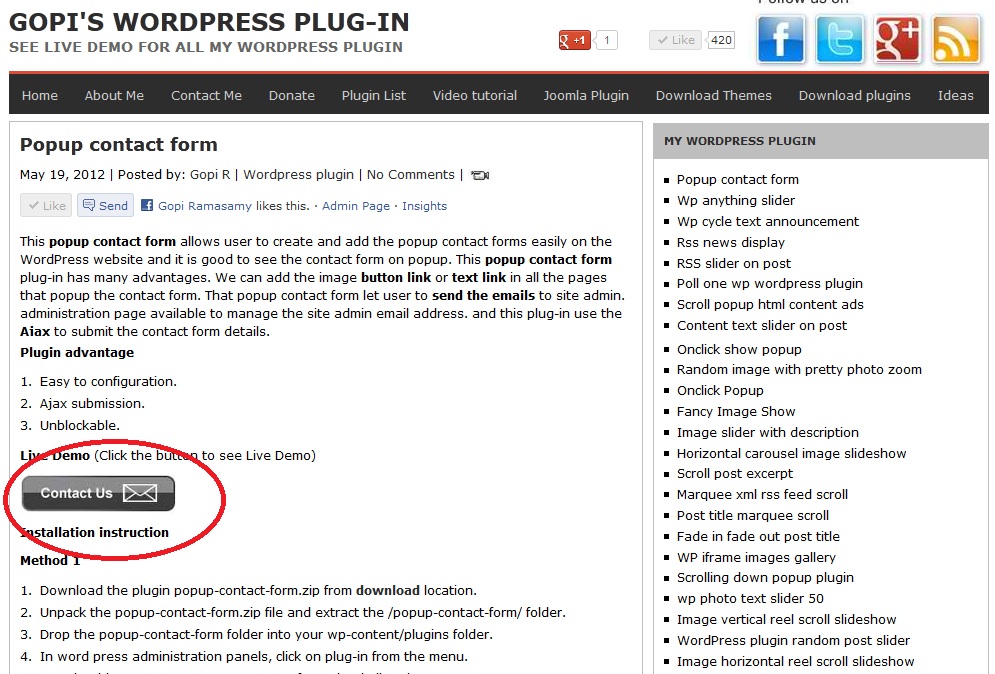 GOPI'S WORDPRESS PLUG-IN
SEE LIVE DEMO FOR ALL MY WORDPRESS PLUGIN
+1 1
Like 420
Home About Me Contact Me Donate Plugin List Video tutorial Joomla Plugin Download Themes Download plugins Ideas
Popup contact form
May 19, 2012 | Posted by: Gopi R | Wordpress plugin | No Comments |
Like Send Gopi Ramasamy likes this. · Admin Page · Insights
This popup contact form allows user to create and add the popup contact forms easily on the
WordPress website and it is good to see the contact form on popup. This popup contact form
plug-in has many advantages. We can add the image button link or text link in all the pages
that popup the contact form. That popup contact form let user to send the emails to site admin.
administration page available to manage the site admin email address. and this plug-in use the
Ajax to submit the contact form details.
Plugin advantage
1. Easy to configuration.
2. Ajax submission.
3. Unblockable.
Live Demo (Click the button to see Live Demo)
Contact Us
Installation instruction
Method 1
1. Download the plugin popup-contact-form.zip from download location.
2. Unpack the popup-contact-form.zip file and extract the /popup-contact-form/ folder.
3. Drop the popup-contact-form folder into your wp-content/plugins folder.
4. In word press administration panels, click on plug-in from the menu.
MY WORDPRESS PLUGIN
Popup contact form
Wp anything slider
Wp cycle text announcement
Rss news display
RSS slider on post
Poll one wp wordpress plugin
Scroll popup html content ads
Content text slider on post
Onclick show popup
Random image with pretty photo zoom
Onclick Popup
Fancy Image Show
Image slider with description
Horizontal carousel image slideshow
Scroll post excerpt
Marquee xml rss feed scroll
Post title marquee scroll
Fade in fade out post title
WP iframe images gallery
Scrolling down popup plugin
wp photo text slider 50
Image vertical reel scroll slideshow
WordPress plugin random post slider
Image horizontal reel scroll slideshow